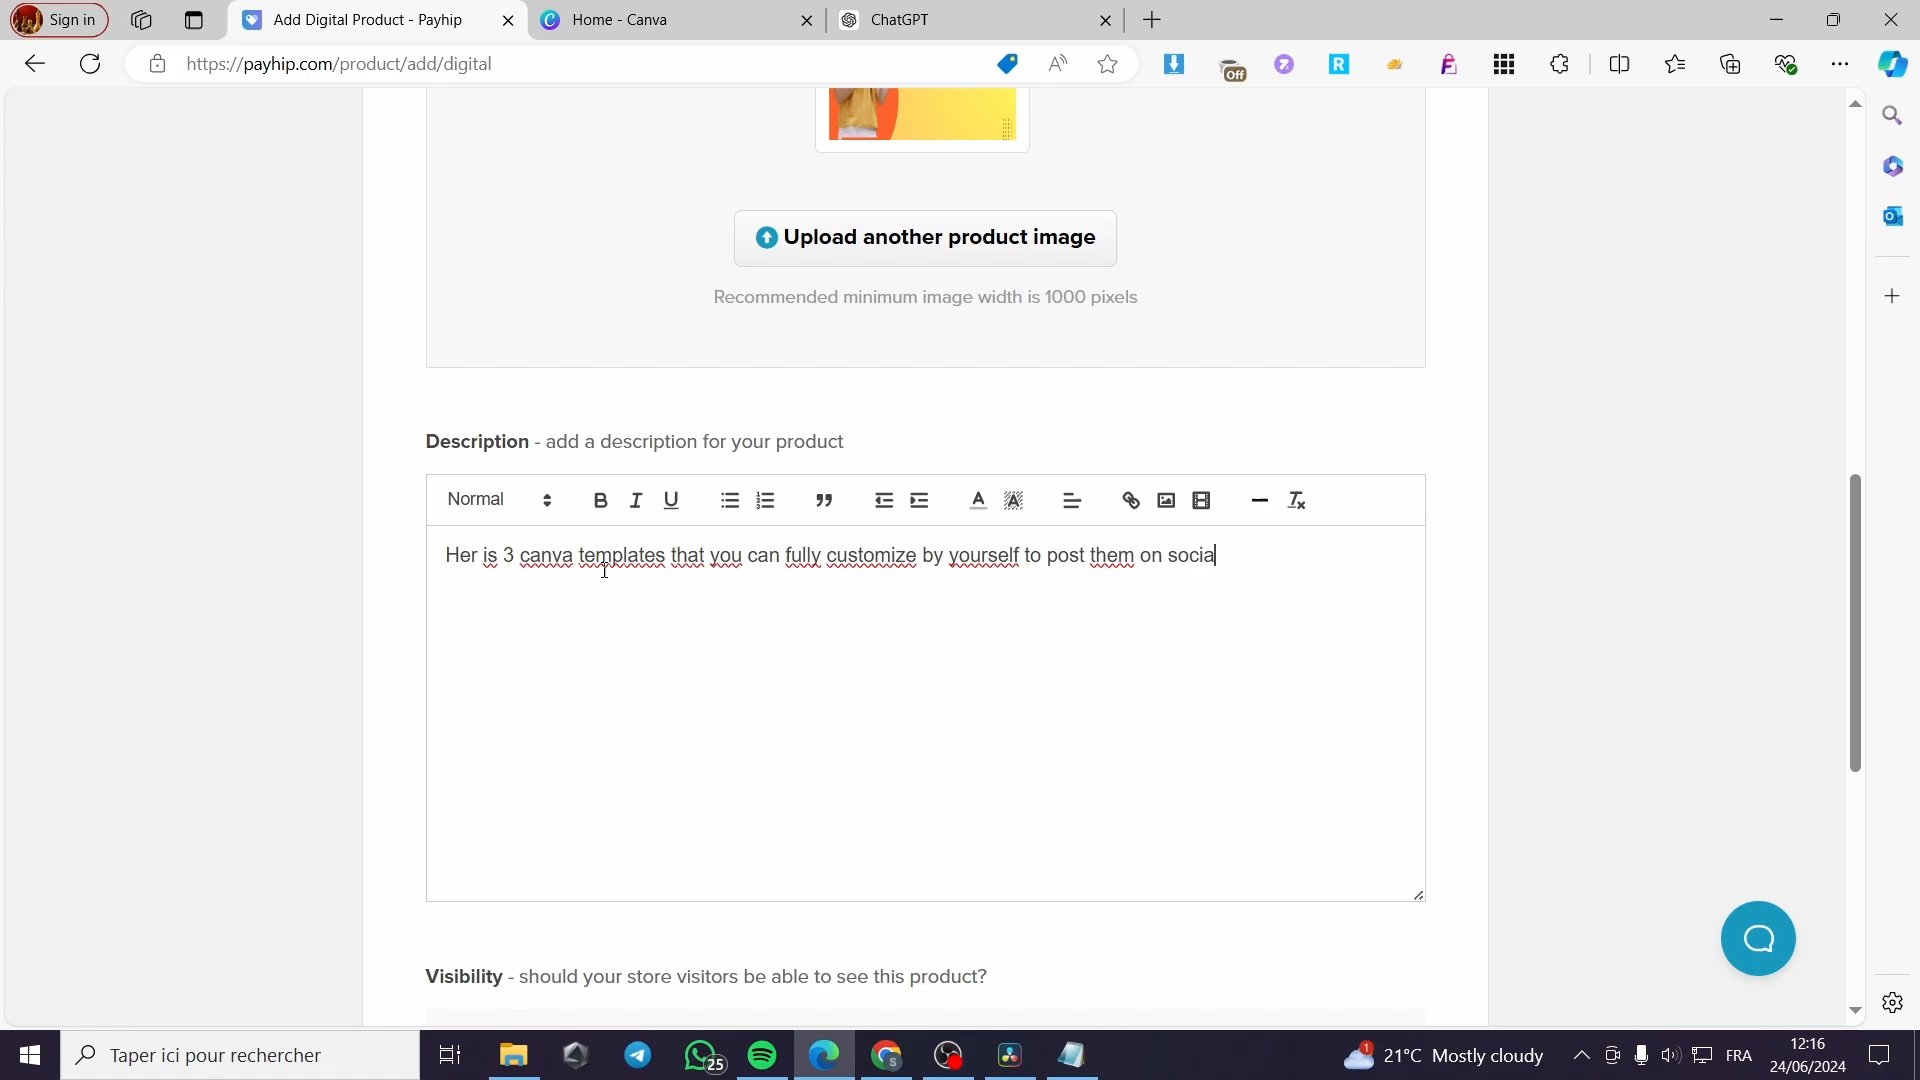 Sign in
Add Digital Product - Payhip
Home - Canva
ChatGPT
https://payhip.com/product/add/digital
Off
Upload another product image
Recommended minimum image width is 1000 pixels
Description - add a description for your product
Normal
Her is 3 canva templates that you can fully customize by yourself to post them on socia
Visibility - should your store visitors be able to see this product?
Taper ici pour rechercher
25
1
21°C Mostly cloudy
FRA
12:16
24/06/2024